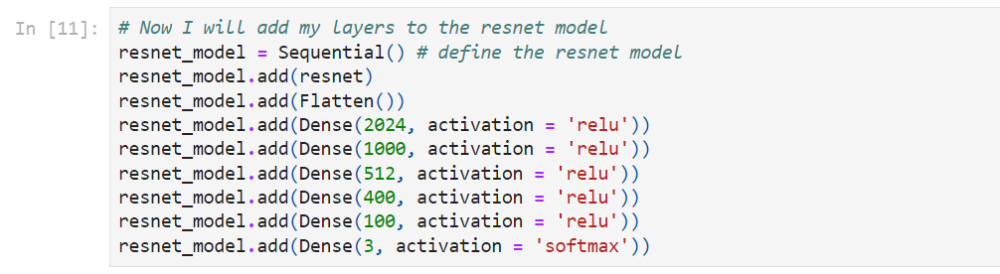 In [11]: # Now I will add my layers to the resnet model
resnet_model = Sequential() # define the resnet model
resnet_model.add(resnet)
resnet_model.add(Flatten())
resnet_model.add(Dense(2024, activation = 'relu'))
resnet_model.add(Dense(1000, activation = 'relu'))
resnet_model.add(Dense(512, activation = 'relu'))
resnet_model.add(Dense(400, activation = 'relu'))
resnet_model.add(Dense(100, activation = 'relu'))
resnet_model.add(Dense(3, activation = 'softmax'))